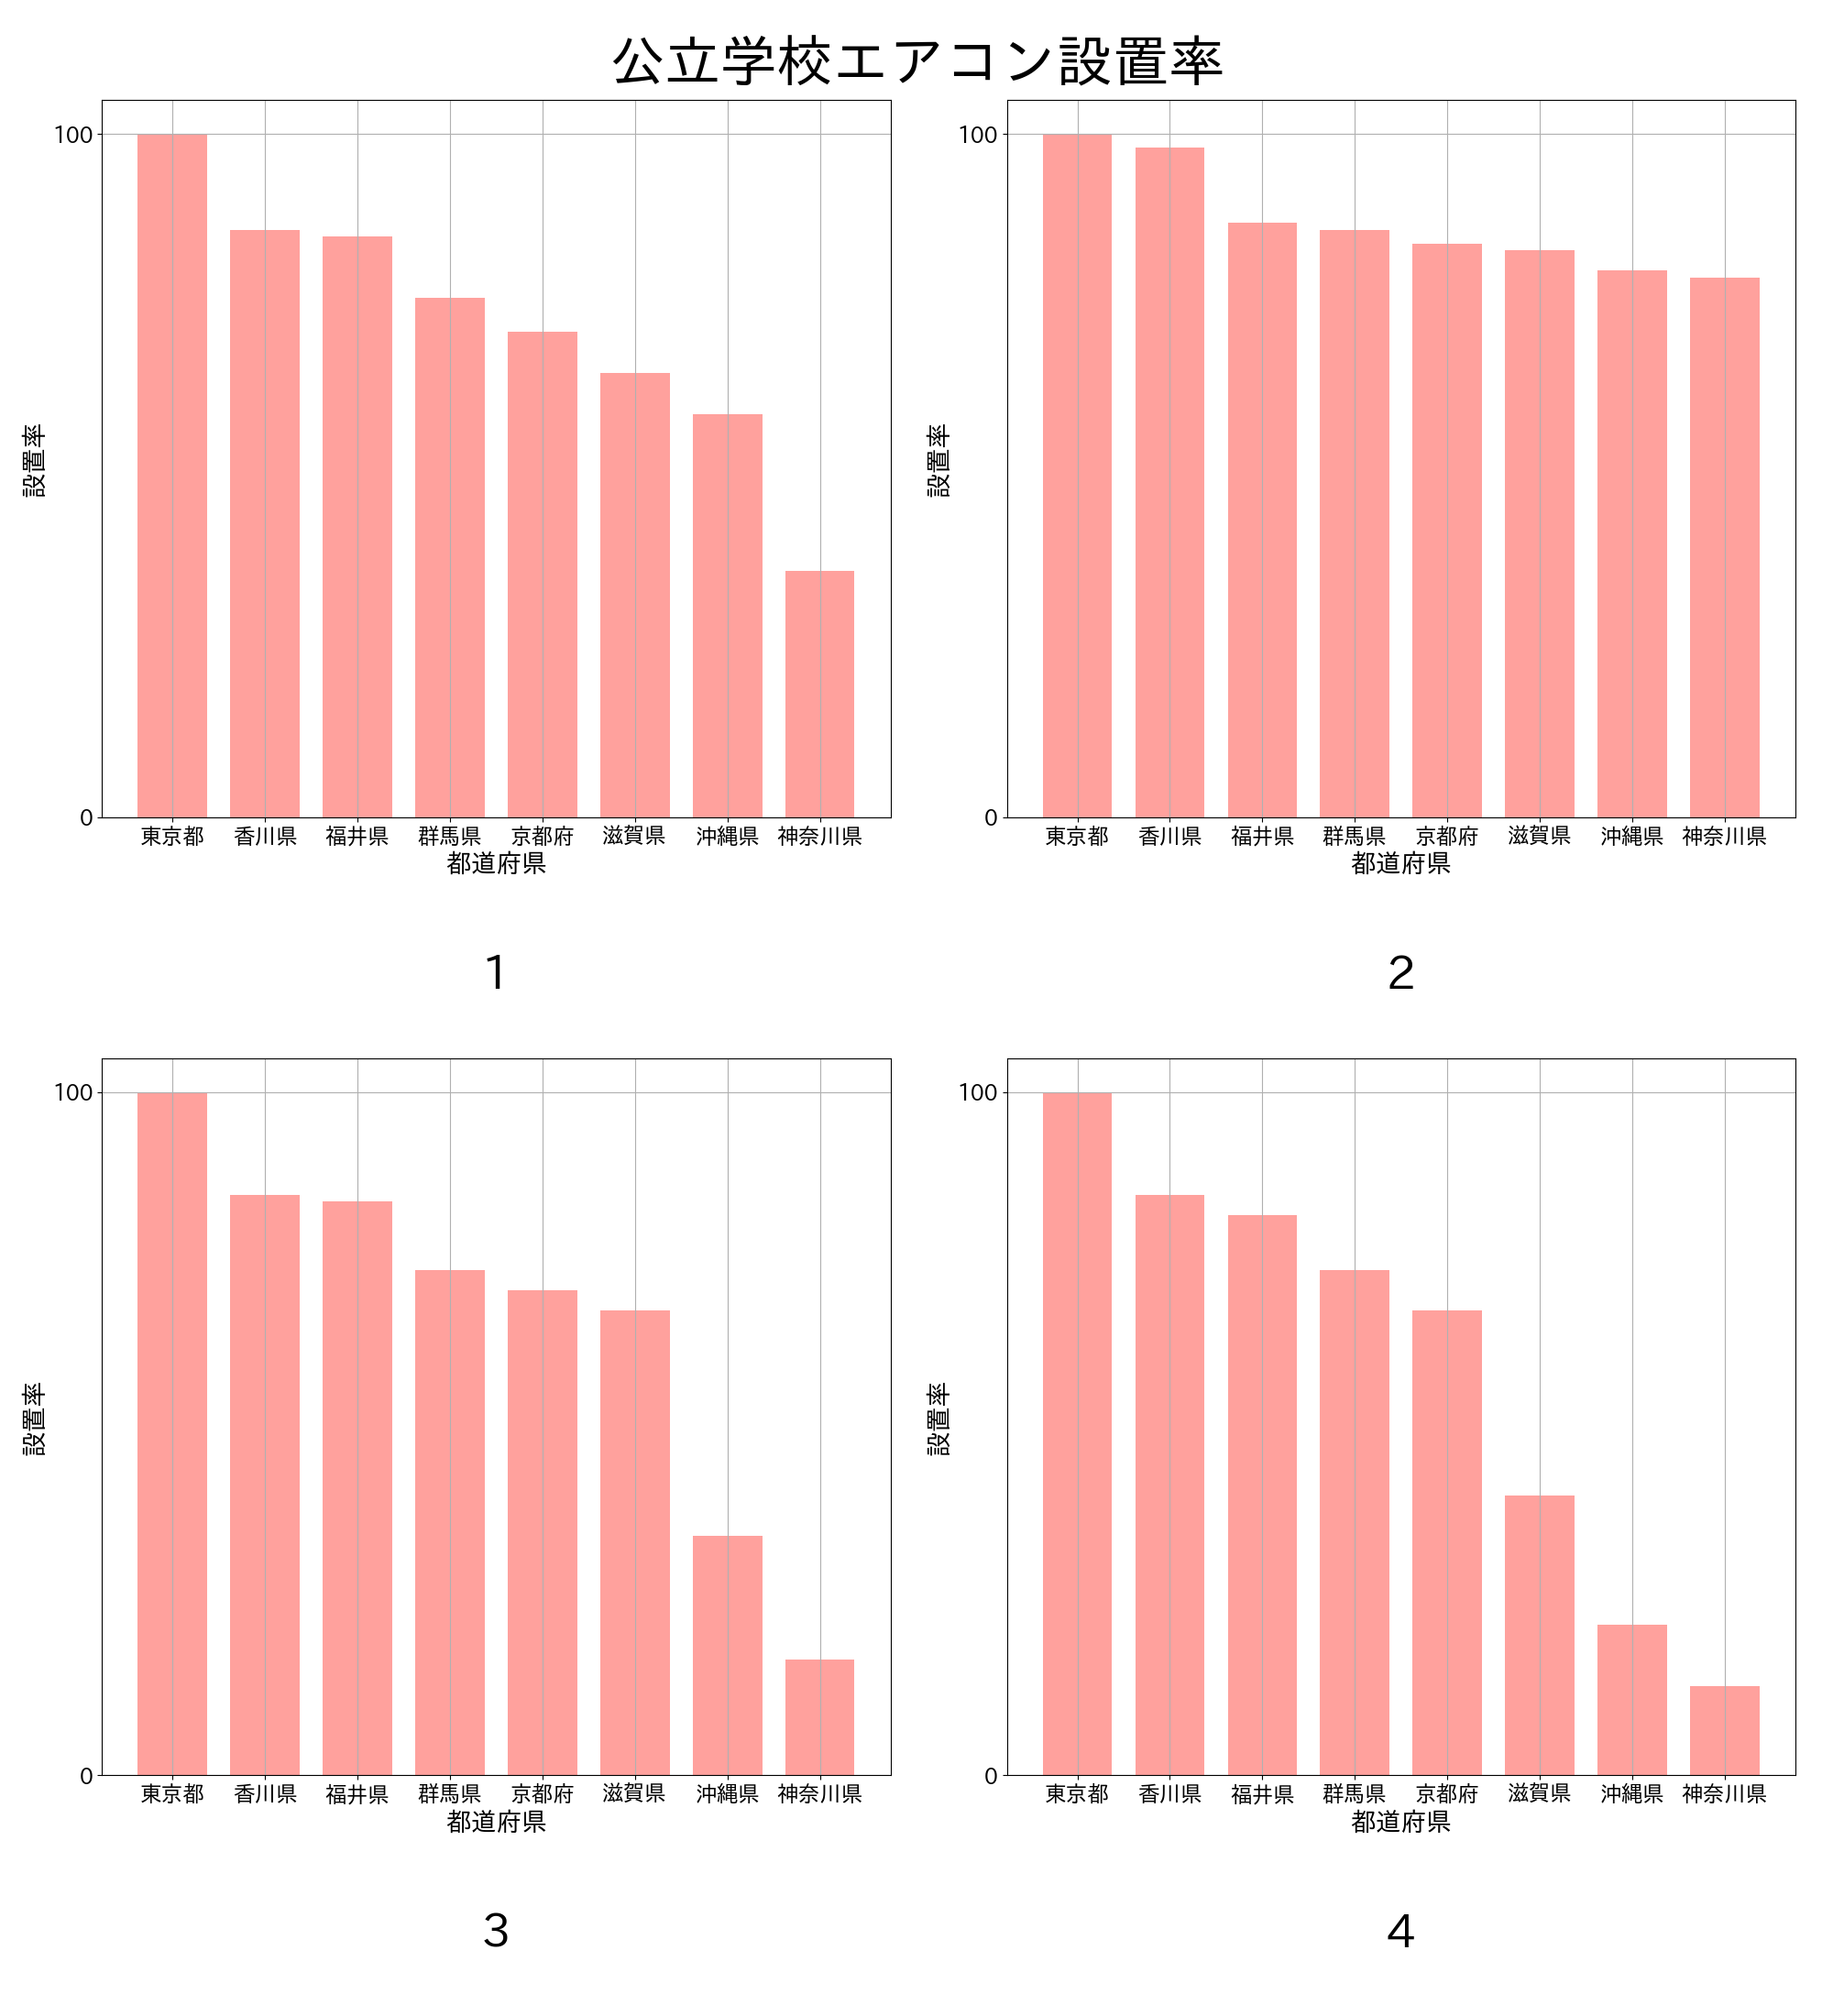 公立学校エアコン設置率
100
0
設置率
東京都 香川県 福井県 群馬県 京都府 滋賀県 沖縄県 神奈川県
都道府県
1
100
0
設置率
東京都 香川県 福井県 群馬県 京都府 滋賀県 沖縄県 神奈川県
都道府県
2
100
0
設置率
東京都 香川県 福井県 群馬県 京都府 滋賀県 沖縄県 神奈川県
都道府県
3
100
0
設置率
東京都 香川県 福井県 群馬県 京都府 滋賀県 沖縄県 神奈川県
都道府県
4